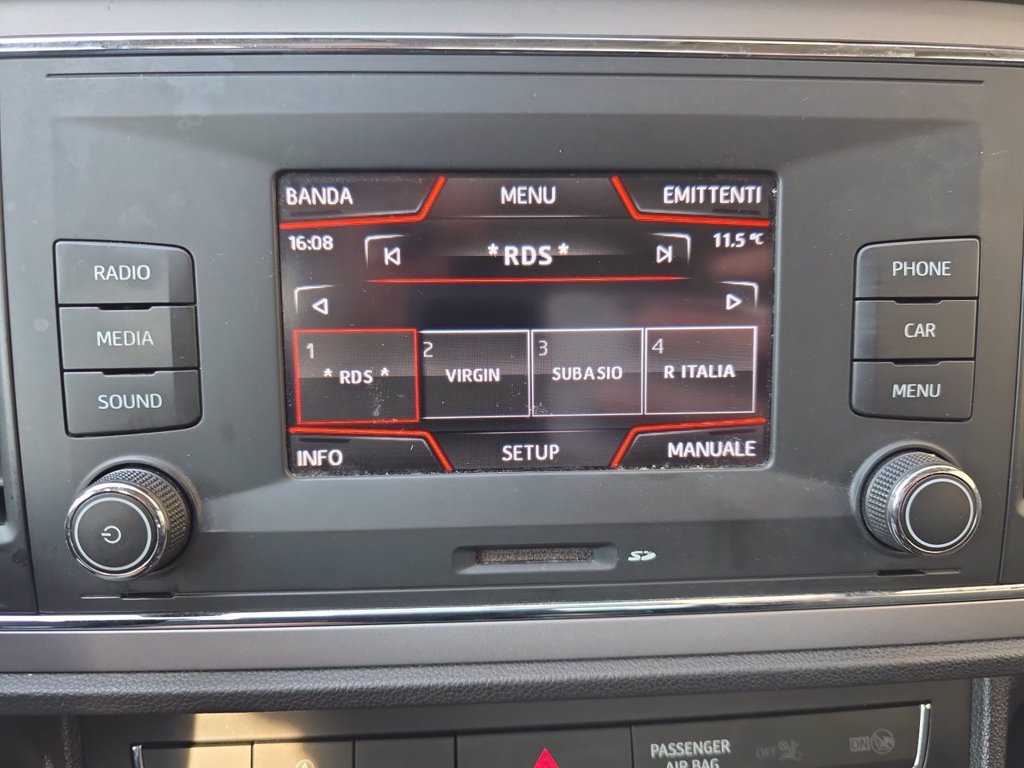 BANDA MENU EMITTENTI
16:08 *RDS* 11.5 °C
RADIO
MEDIA
SOUND
1 * RDS *
2 VIRGIN
3 SUBASIO
4 R ITALIA
INFO SETUP MANUALE
PHONE
CAR
MENU
SD
PASSENGER
AIR BAG
OFF
ON